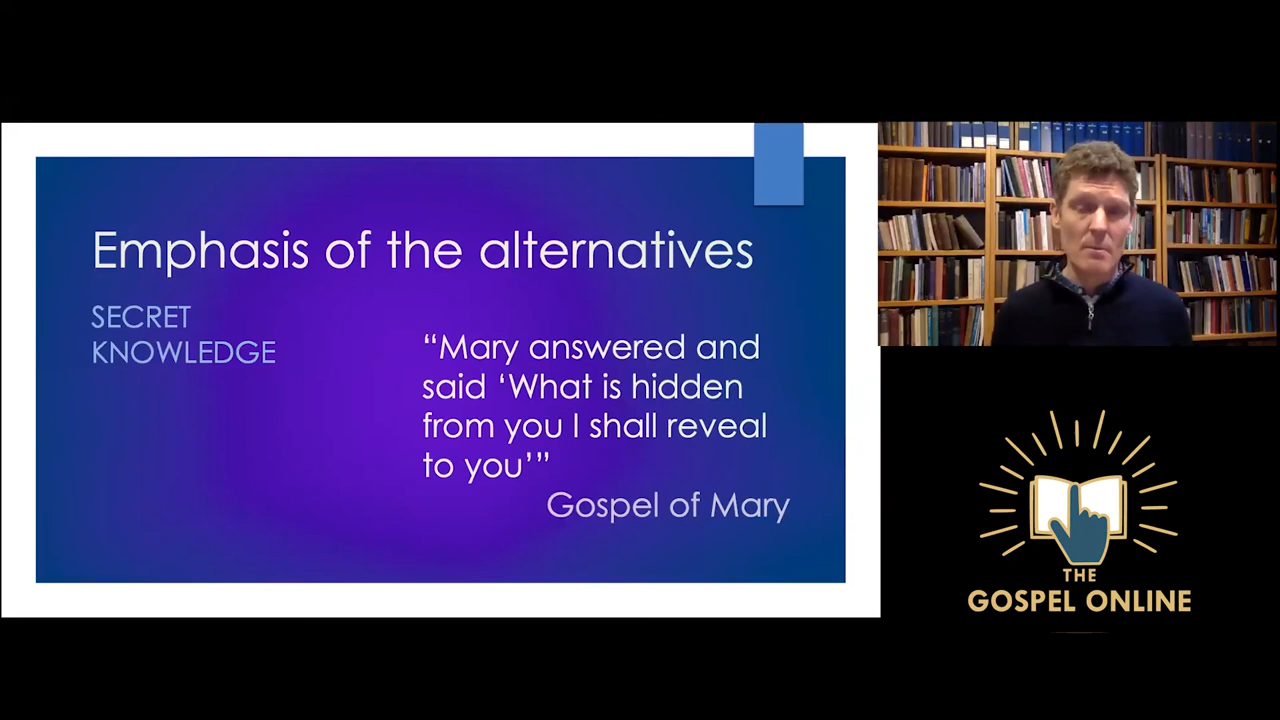 Emphasis of the alternatives
SECRET
KNOWLEDGE
“Mary answered and
said ‘What is hidden
from you I shall reveal
to you’”
Gospel of Mary
THE
GOSPEL ONLINE